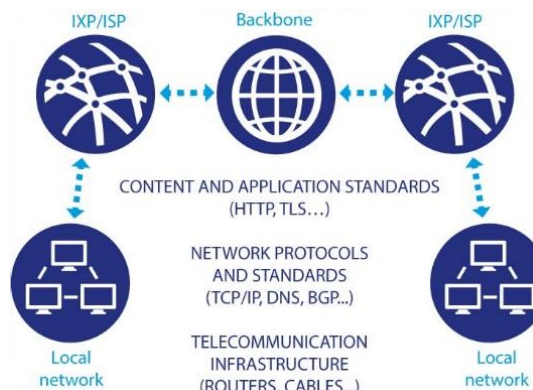 IXP/ISP
Backbone
IXP/ISP
CONTENT AND APPLICATION STANDARDS
(HTTP, TLS...)
NETWORK PROTOCOLS
AND STANDARDS
(TCP/IP, DNS, BGP...)
TELECOMMUNICATION
INFRASTRUCTURE
(ROUTERS, CABLES...)
Local
network
Local
network